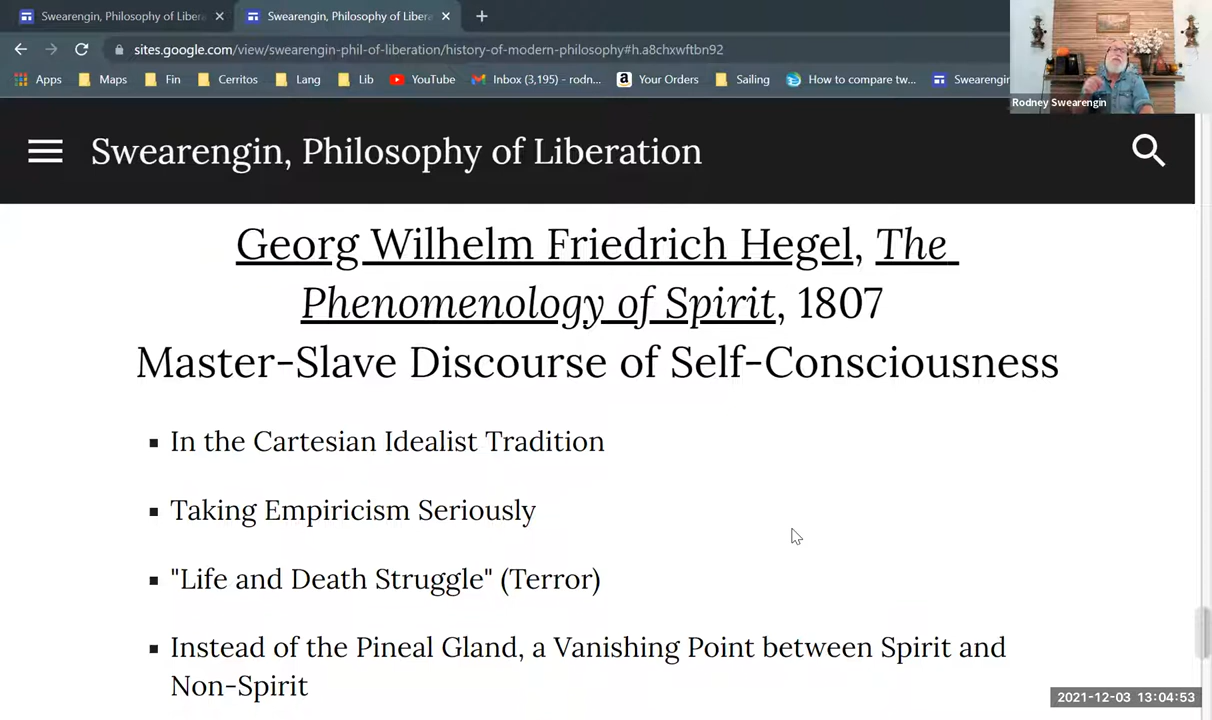 Swearengin, Philosophy of Liber
Swearengin, Philosophy of Libera
sites.google.com/view/swearengin-phil-of-liberation/history-of-modern-philosophy#h.a8chxwftbn92
Apps Maps Fin Cerritos Lang Lib YouTube Inbox (3,195) - rodn... Your Orders Sailing How to compare tw... Swearengin
Rodney Swearengin
Swearengin, Philosophy of Liberation
Georg Wilhelm Friedrich Hegel, The
Phenomenology of Spirit, 1807
Master-Slave Discourse of Self-Consciousness
▪ In the Cartesian Idealist Tradition
▪ Taking Empiricism Seriously
▪ "Life and Death Struggle" (Terror)
▪ Instead of the Pineal Gland, a Vanishing Point between Spirit and
Non-Spirit
2021-12-03 13:04:53